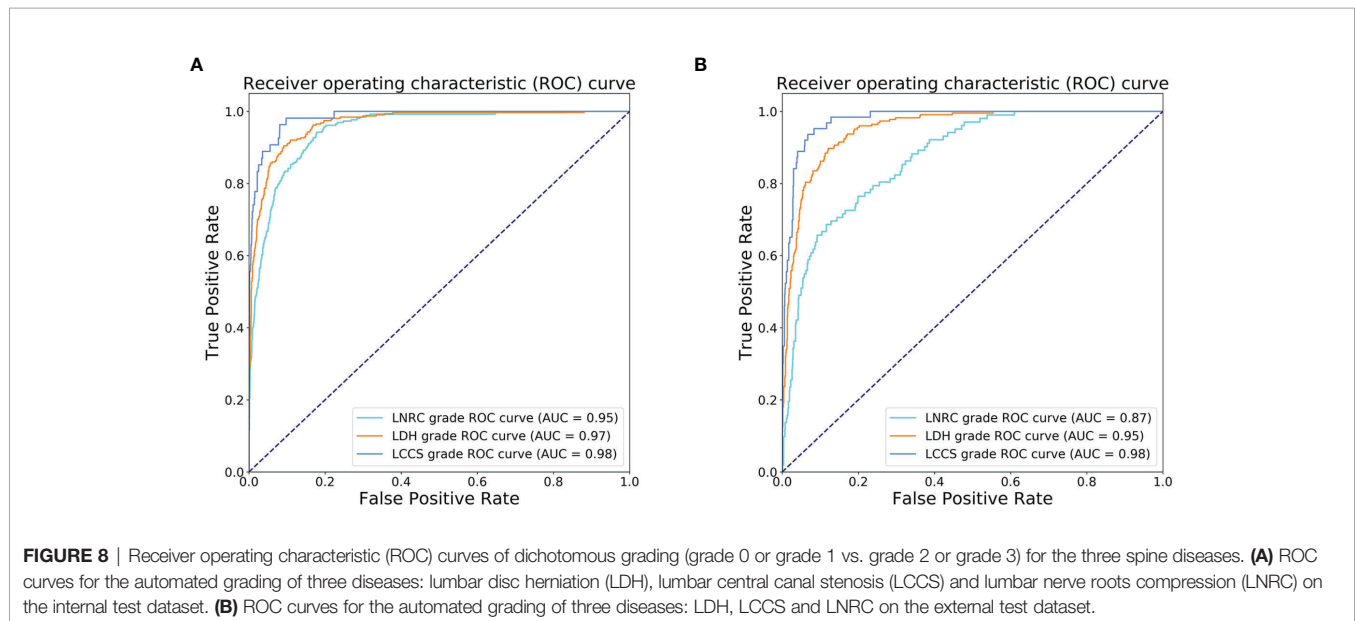 A
Receiver operating characteristic (ROC) curve
True Positive Rate
1.0
0.8
0.6
0.4
0.2
0.0
LNRC grade ROC curve (AUC = 0.95)
LDH grade ROC curve (AUC = 0.97)
LCCS grade ROC curve (AUC = 0.98)
0.0 0.2 0.4 0.6 0.8 1.0
False Positive Rate
B
Receiver operating characteristic (ROC) curve
True Positive Rate
1.0
0.8
0.6
0.4
0.2
0.0
LNRC grade ROC curve (AUC = 0.87)
LDH grade ROC curve (AUC = 0.95)
LCCS grade ROC curve (AUC = 0.98)
0.0 0.2 0.4 0.6 0.8 1.0
False Positive Rate
FIGURE 8 | Receiver operating characteristic (ROC) curves of dichotomous grading (grade 0 or grade 1 vs. grade 2 or grade 3) for the three spine diseases. (A) ROC
curves for the automated grading of three diseases: lumbar disc herniation (LDH), lumbar central canal stenosis (LCCS) and lumbar nerve roots compression (LNRC) on
the internal test dataset. (B) ROC curves for the automated grading of three diseases: LDH, LCCS and LNRC on the external test dataset.